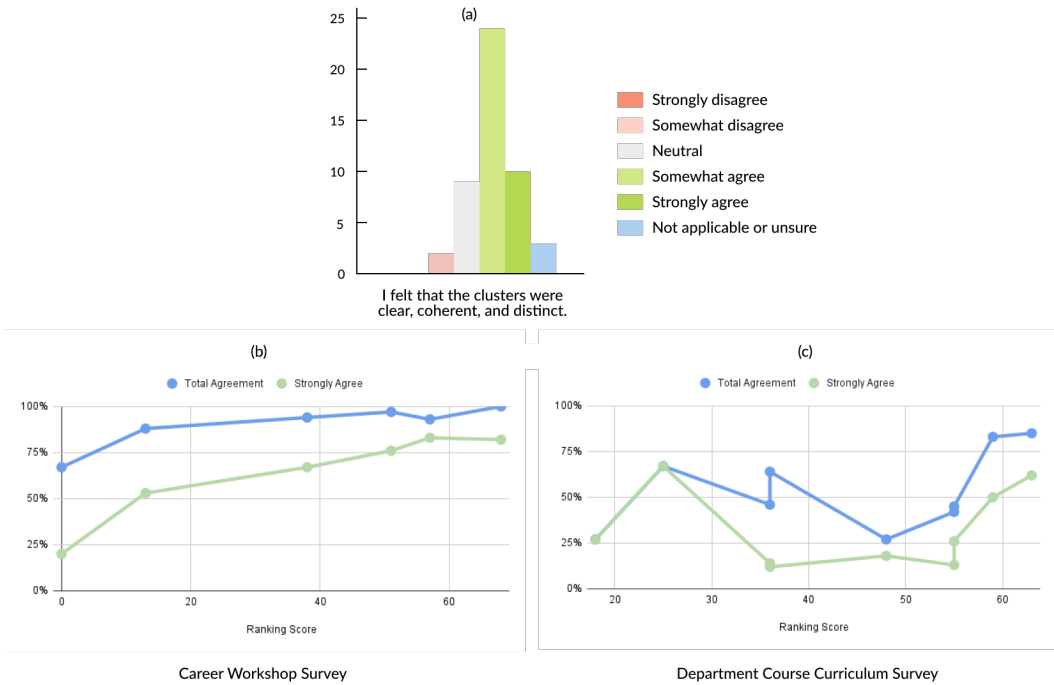 (a)
25
20
15
10
5
0
I felt that the clusters were
clear, coherent, and distinct.
Strongly disagree
Somewhat disagree
Neutral
Somewhat agree
Strongly agree
Not applicable or unsure
(b)
Total Agreement Strongly Agree
100%
75%
50%
25%
0%
0 20 40 60
Ranking Score
Career Workshop Survey
(c)
Total Agreement Strongly Agree
100%
75%
50%
25%
0%
20 30 40 50 60
Ranking Score
Department Course Curriculum Survey